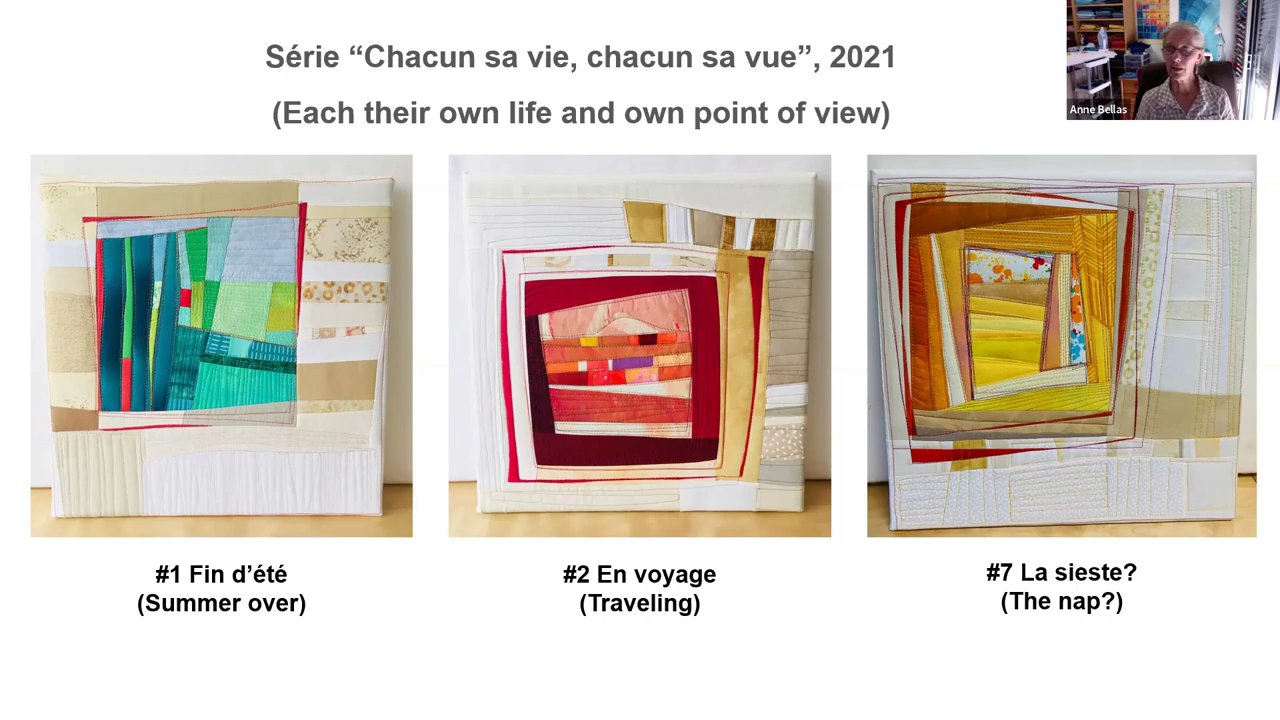 Série “Chacun sa vie, chacun sa vue”, 2021
(Each their own life and own point of view)
Anne Bellas
#1 Fin d’été
(Summer over)
#2 En voyage
(Traveling)
#7 La sieste?
(The nap?)